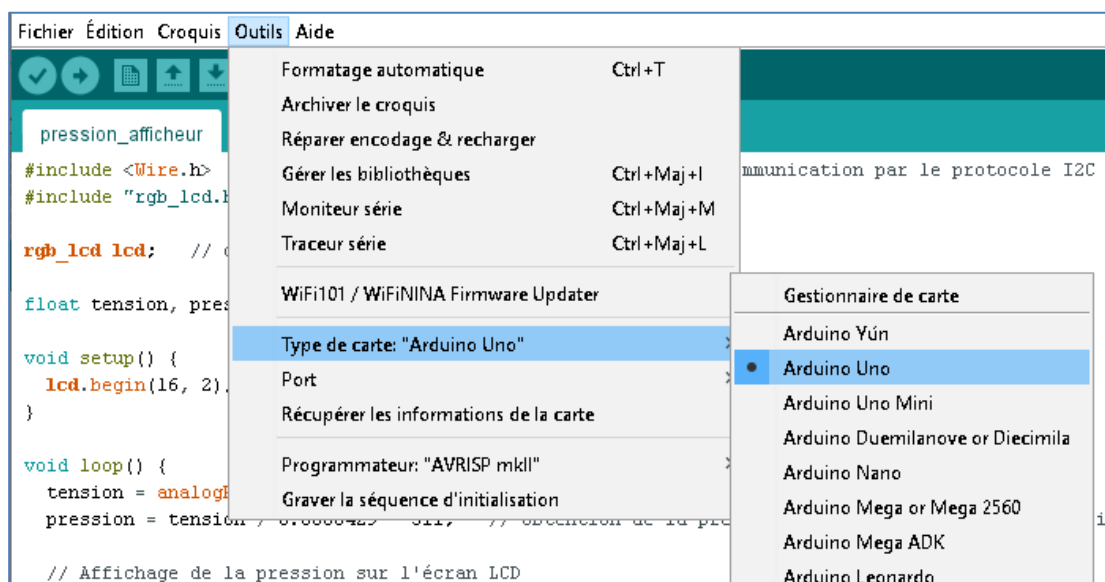 Fichier Édition Croquis Outils Aide
Formatage automatique Ctrl+T
Archiver le croquis
pression_afficheur
Réparer encodage & recharger
#include <Wire.h>
Gérer les bibliothèques Ctrl+Maj+I
mmunication par le protocole I2C
#include "rgb_lcd.h
Moniteur série Ctrl+Maj+M
Traceur série Ctrl+Maj+L
rgb_lcd lcd; //
WiFi101 / WiFiNINA Firmware Updater
float tension, pres
Type de carte: "Arduino Uno"
void setup() {
Port
lcd.begin(16, 2)
Récupérer les informations de la carte
}
void loop() {
Programmateur: "AVRISP mkII"
tension = analogR
Graver la séquence d'initialisation
pression = tension
// Affichage de la pression sur l'écran LCD
Gestionnaire de carte
Arduino Yún
Arduino Uno
Arduino Uno Mini
Arduino Duemilanove or Diecimila
Arduino Nano
Arduino Mega or Mega 2560
Arduino Mega ADK
Arduino Leonardo